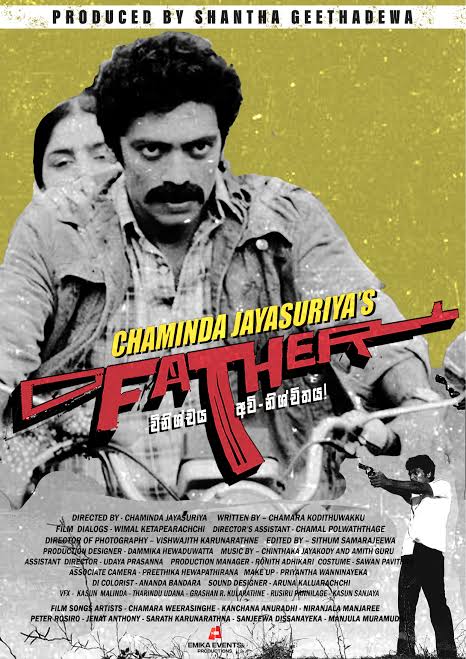 PRODUCED BY SHANTHA GEETHADEWA
CHAMINDA JAYASURIYA'S
FATHER
විනිශ්චය අවි-නිශ්චිතය!
DIRECTED BY - CHAMINDA JAYASURIYA WRITTEN BY – CHAMARA KODITHUWAKKU
FILM DIALOGS - WIMAL KETAPEARACHCHI DIRECTOR'S ASSISTANT - CHAMAL POLWATHTHAGE
DIRECTOR OF PHOTOGRAPHY – VISHWAJITH KARUNARATHNE EDITED BY – SITHUM SAMARAJEEWA
PRODUCTION DESIGNER - DAMMIKA HEWADUWATTA MUSIC BY – CHINTHAKA JAYAKODY AND AMITH GURU
ASSISTANT DIRECTOR - UDAYA PRASANNA PRODUCTION MANAGER - RONITH ADHIKARI COSTUME - SAWAN PAVITH
ASSOCIATE CAMERA - PREETHIKA HEWAPATHIRANA MAKE UP - PRIYANTHA WANNINAYEKA
DI COLORIST - ANANDA BANDARA SOUND DESIGNER - ARUNA KALUARACHCHI
VFX - KASUN MALINDA - THARINDU UDANA - GRASHAN R. KULARATHNE - RUSIRU PANNILAGE - KASUN SANJAYA
FILM SONGS ARTISTS - CHAMARA WEERASINGHE - KANCHANA ANURADHI - NIRANJALA MANJAREE
PETER ROSIRO - JENAT ANTHONY - SARATH KARUNARATHNA - SANJEEWA DISSANAYEKA - MANJULA MURAMUD
EMIKA EVENTS
PRODUCTIONS